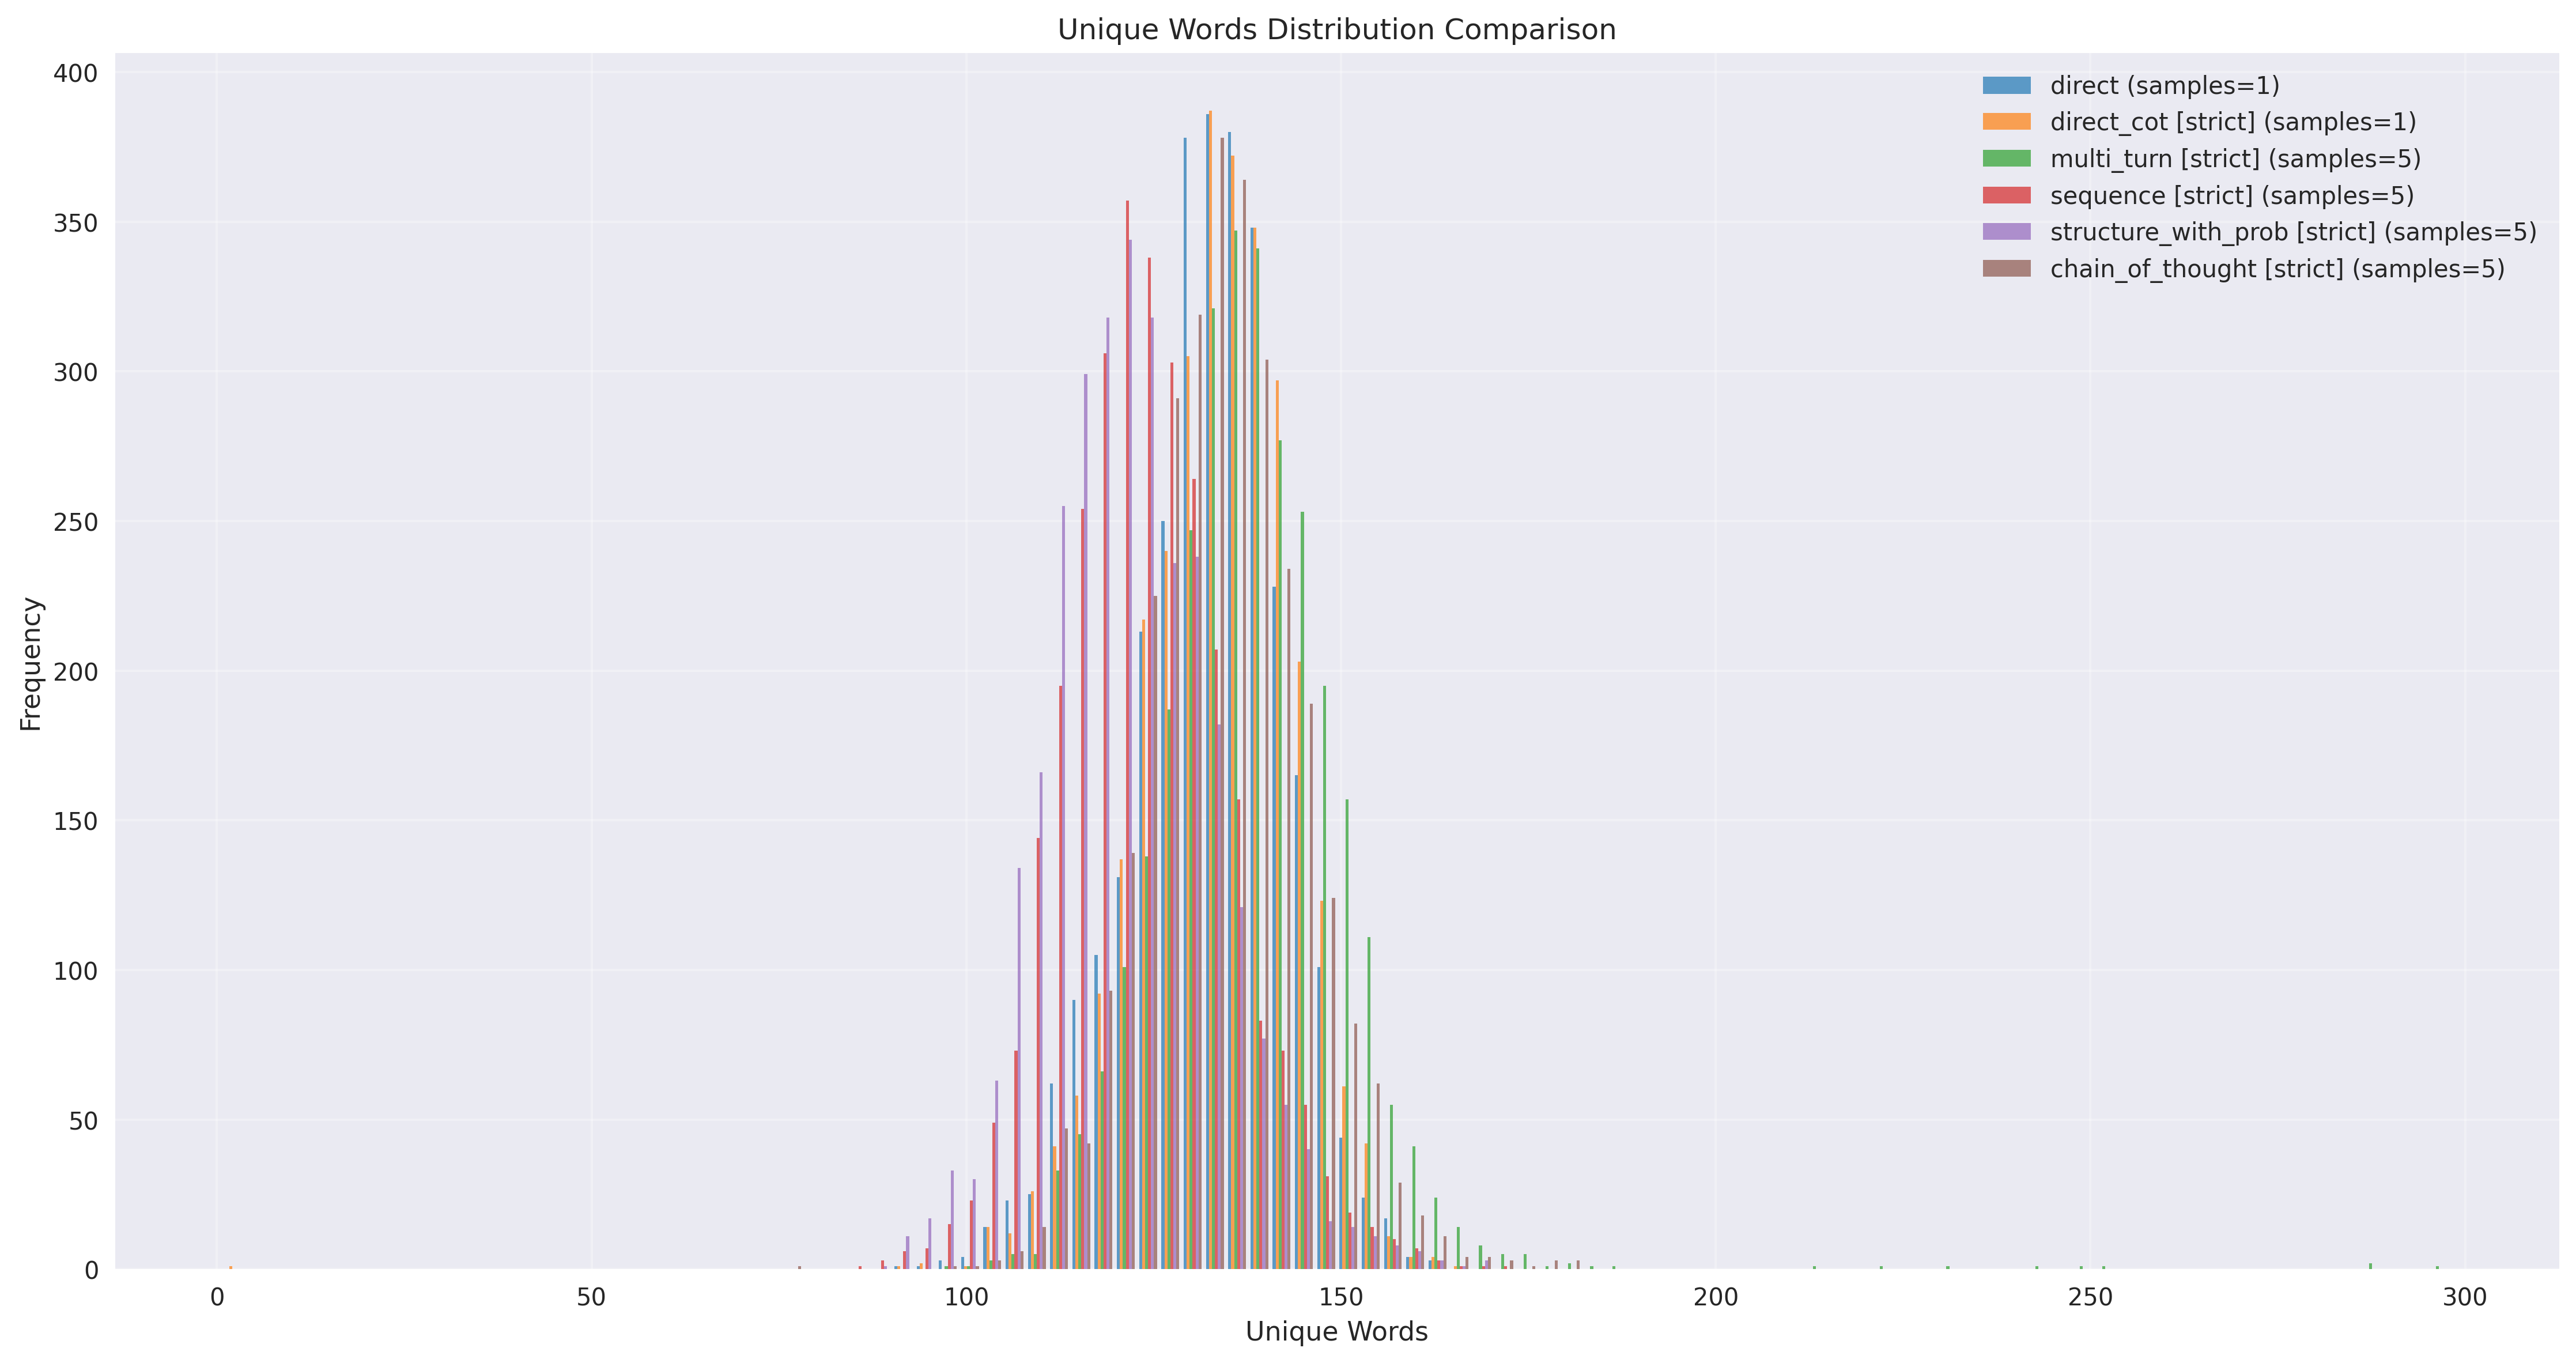 Unique Words Distribution Comparison
direct (samples=1)
direct_cot [strict] (samples=1)
multi_turn [strict] (samples=5)
sequence [strict] (samples=5)
structure_with_prob [strict] (samples=5)
chain_of_thought [strict] (samples=5)
Frequency
400
350
300
250
200
150
100
50
0
0 50 100 150 200 250 300
Unique Words